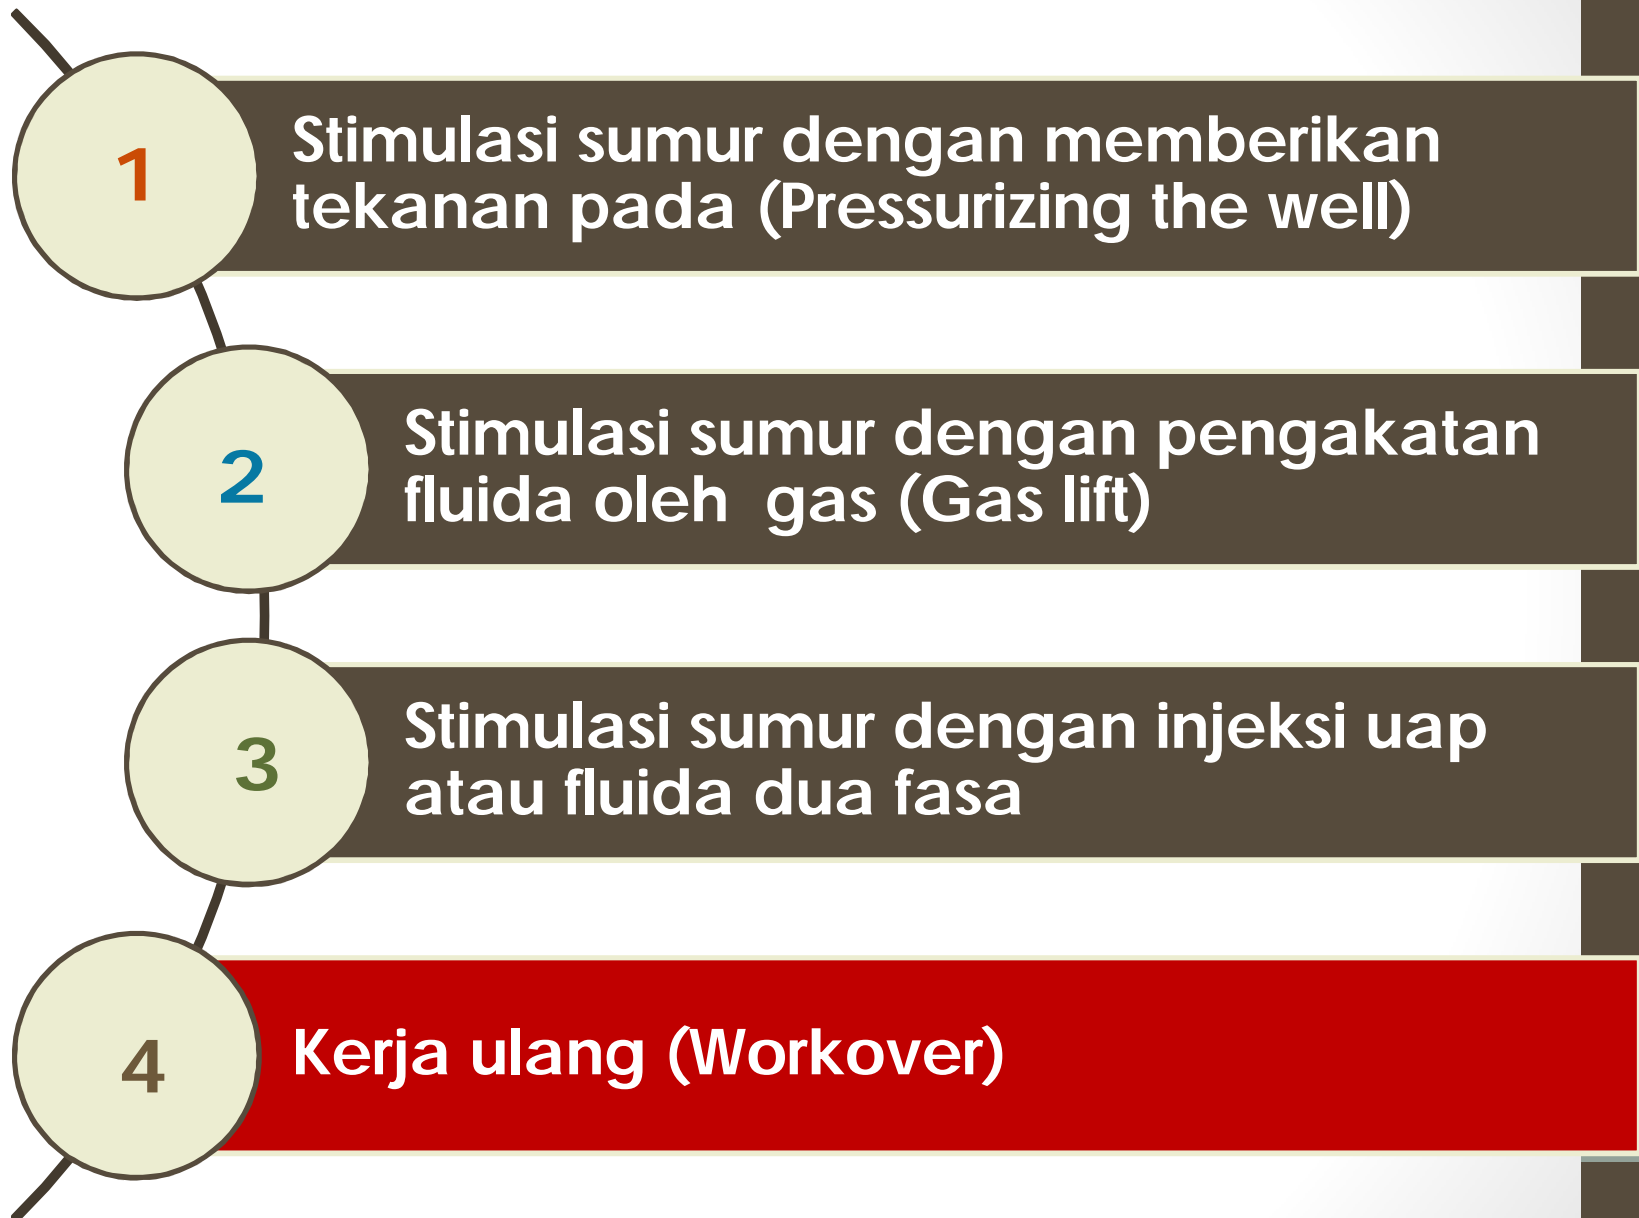 1
Stimulasi sumur dengan memberikan
tekanan pada (Pressurizing the well)
2
Stimulasi sumur dengan pengakatan
fluida oleh  gas (Gas lift)
3
Stimulasi sumur dengan injeksi uap
atau fluida dua fasa
4
Kerja ulang (Workover)